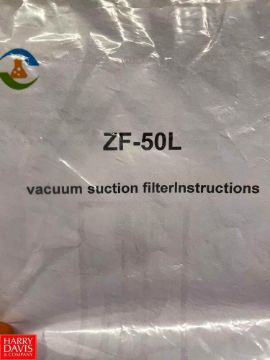 ZF-50L
vacuum suction filterInstructions
HARRY
DAVIS
& COMPANY